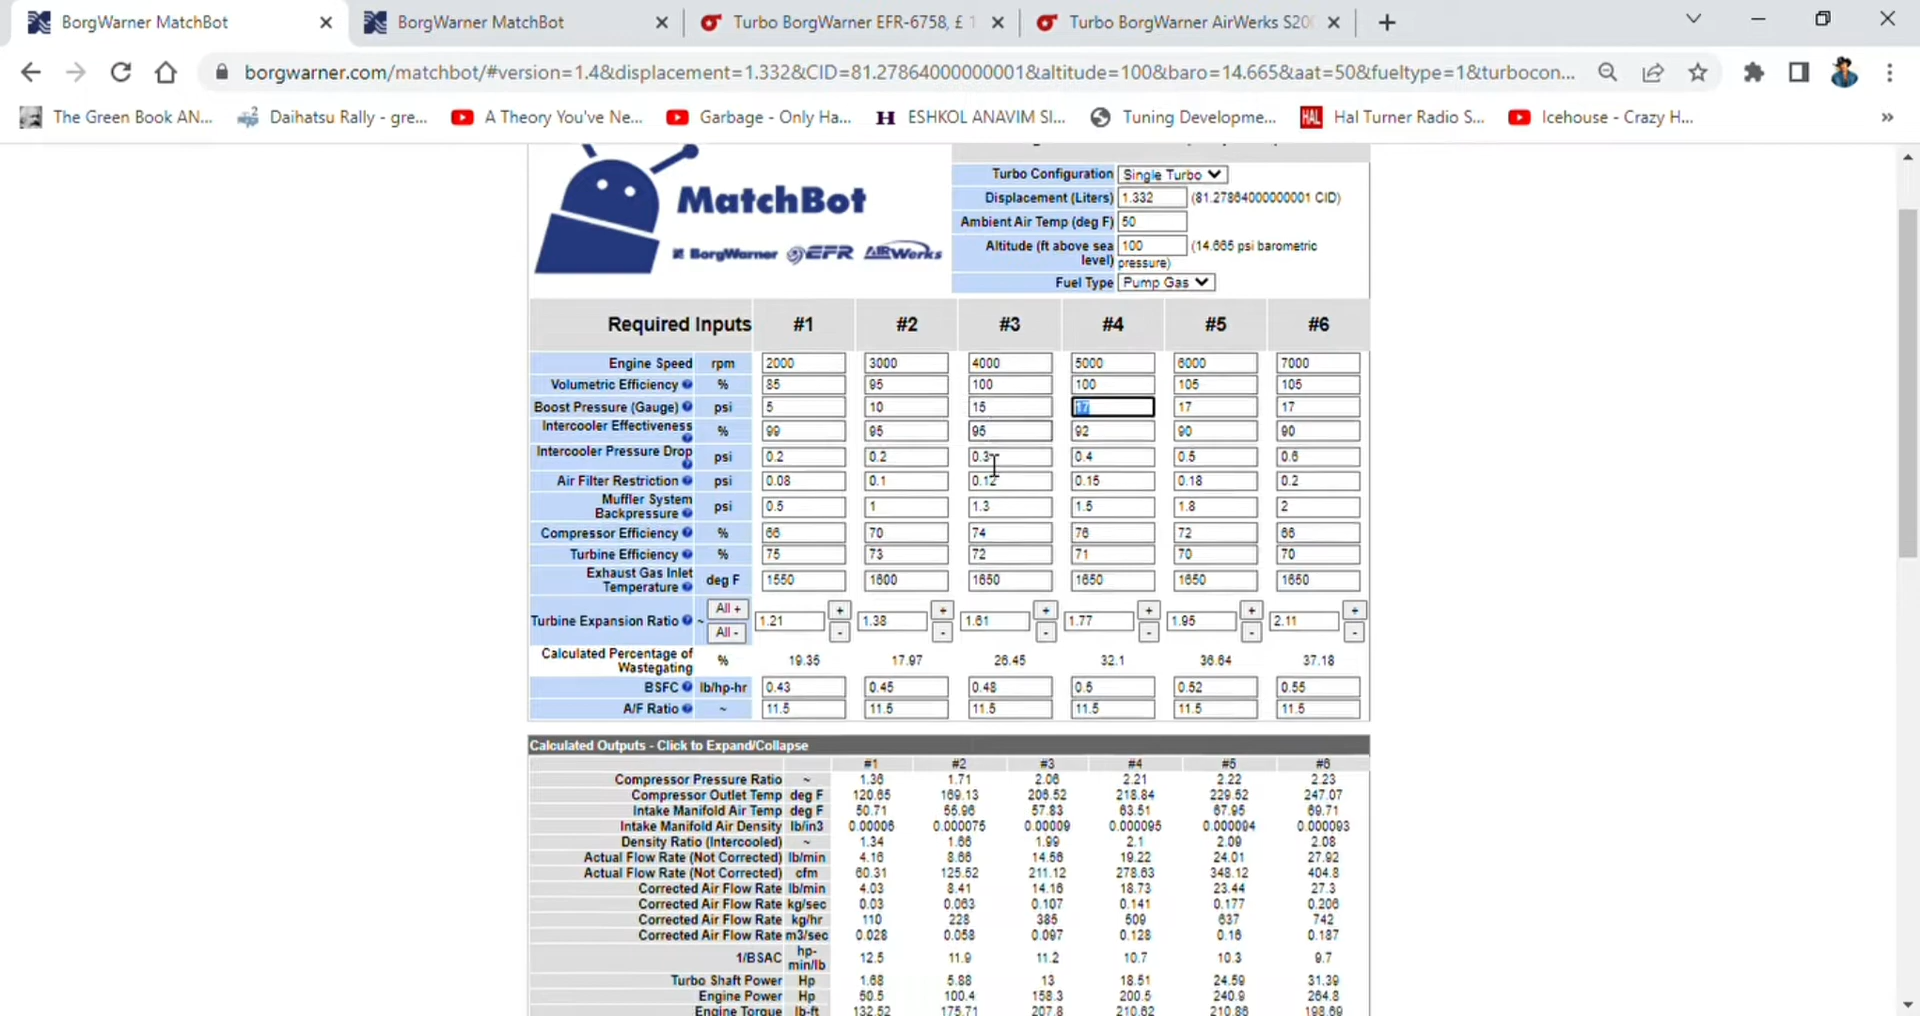 BorgWarner MatchBot
BorgWarner MatchBot
Turbo BorgWarner EFR-6758, £ 1
Turbo BorgWarner AirWerks S20
borgwarner.com/matchbot/#version=1.4&displacement=1.332&CID=81.27864000000001&altitude=100&baro=14.665&aat=50&fueltype=1&turbocon...
The Green Book AN...
Daihatsu Rally - gre...
A Theory You've Ne...
Garbage - Only Ha...
H ESHKOL ANAVIM SI...
Tuning Developme...
HAL Hal Turner Radio S...
Icehouse - Crazy H...
»
MatchBot
BorgWarner EFR AIRWerks
Turbo Configuration Single Turbo
Displacement (Liters) 1.332 (81.27864000000001 CID)
Ambient Air Temp (deg F) 50
Altitude (ft above sea level) 100 (14.665 psi barometric pressure)
Fuel Type Pump Gas
Required Inputs #1 #2 #3 #4 #5 #6
Engine Speed rpm 2000 3000 4000 5000 6000 7000
Volumetric Efficiency % 85 95 100 100 105 105
Boost Pressure (Gauge) psi 5 10 15 17 17 17
Intercooler Effectiveness % 99 95 95 92 90 90
Intercooler Pressure Drop psi 0.2 0.2 0.3 0.4 0.5 0.6
Air Filter Restriction psi 0.08 0.1 0.12 0.15 0.18 0.2
Muffler System Backpressure psi 0.5 1 1.3 1.5 1.8 2
Compressor Efficiency % 66 70 74 76 72 66
Turbine Efficiency % 75 73 72 71 70 70
Exhaust Gas Inlet Temperature deg F 1550 1600 1650 1650 1650 1650
All + + + + + + +
Turbine Expansion Ratio ~ 1.21 1.38 1.61 1.77 1.95 2.11
All - - - - - - -
Calculated Percentage of Wastegating % 19.35 17.97 26.45 32.1 36.64 37.18
BSFC lb/hp-hr 0.43 0.45 0.48 0.5 0.52 0.55
A/F Ratio ~ 11.5 11.5 11.5 11.5 11.5 11.5
Calculated Outputs - Click to Expand/Collapse
#1 #2 #3 #4 #5 #6
Compressor Pressure Ratio ~ 1.36 1.71 2.06 2.21 2.22 2.23
Compressor Outlet Temp deg F 120.65 169.13 206.52 218.84 229.52 247.07
Intake Manifold Air Temp deg F 50.71 55.96 57.83 63.51 67.95 69.71
Intake Manifold Air Density lb/in3 0.00006 0.000075 0.00009 0.000095 0.000094 0.000093
Density Ratio (Intercooled) ~ 1.34 1.66 1.99 2.1 2.09 2.08
Actual Flow Rate (Not Corrected) lb/min 4.16 8.66 14.56 19.22 24.01 27.92
Actual Flow Rate (Not Corrected) cfm 60.31 125.52 211.12 278.63 348.12 404.8
Corrected Air Flow Rate lb/min 4.03 8.41 14.16 18.73 23.44 27.3
Corrected Air Flow Rate kg/sec 0.03 0.063 0.107 0.141 0.177 0.206
Corrected Air Flow Rate kg/hr 110 228 385 509 637 742
Corrected Air Flow Rate m3/sec 0.028 0.058 0.097 0.128 0.16 0.187
1/BSAC hp-min/lb 12.5 11.9 11.2 10.7 10.3 9.7
Turbo Shaft Power Hp 1.68 5.88 13 18.51 24.59 31.39
Engine Power Hp 50.5 100.4 158.3 200.5 240.9 264.8
Engine Torque lb-ft 132.52 175.71 207.8 210.62 210.86 198.69